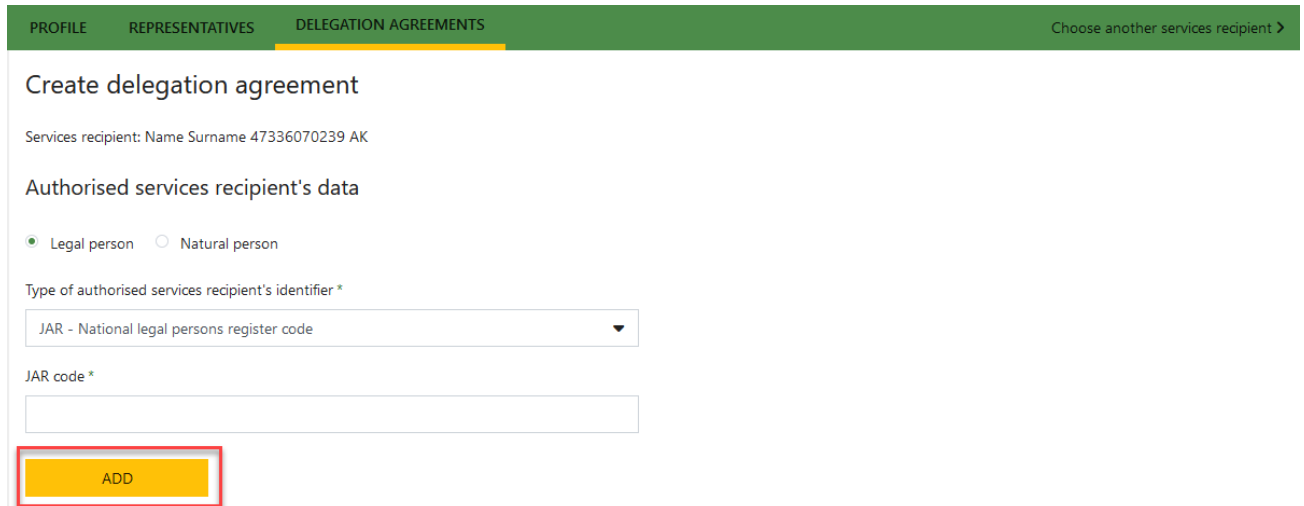 PROFILE REPRESENTATIVES DELEGATION AGREEMENTS Choose another services recipient >
Create delegation agreement
Services recipient: Name Surname 47336070239 AK
Authorised services recipient's data
Legal person Natural person
Type of authorised services recipient's identifier *
JAR - National legal persons register code
JAR code *
ADD